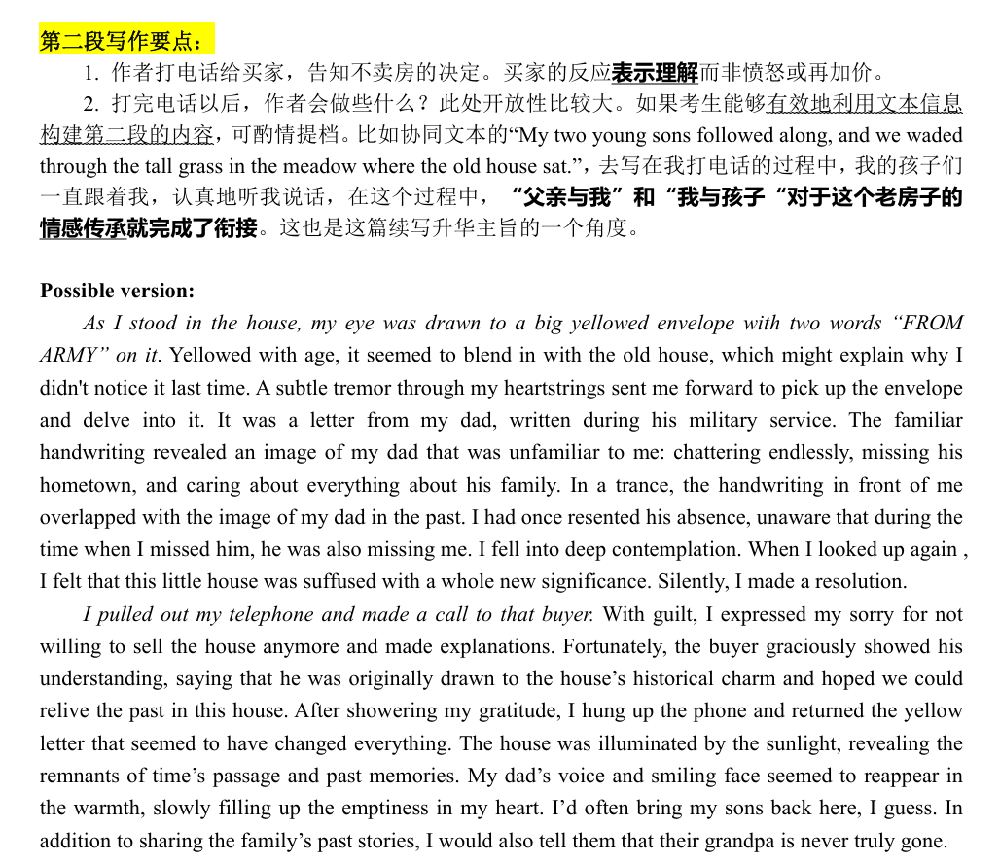 第二段写作要点：
1. 作者打电话给买家，告知不卖房的决定。买家的反应表示理解而非愤怒或再加价。
2. 打完电话以后，作者会做些什么？此处开放性比较大。如果考生能够有效地利用文本信息
构建第二段的内容，可酌情提档。比如协同文本的“My two young sons followed along, and we waded
through the tall grass in the meadow where the old house sat.”，去写在我打电话的过程中，我的孩子们
一直跟着我，认真地听我说话，在这个过程中，“父亲与我”和“我与孩子“对于这个老房子的
情感传承就完成了衔接。这也是这篇续写升华主旨的一个角度。
Possible version:
As I stood in the house, my eye was drawn to a big yellowed envelope with two words “FROM
ARMY” on it. Yellowed with age, it seemed to blend in with the old house, which might explain why I
didn't notice it last time. A subtle tremor through my heartstrings sent me forward to pick up the envelope
and delve into it. It was a letter from my dad, written during his military service. The familiar
handwriting revealed an image of my dad that was unfamiliar to me: chattering endlessly, missing his
hometown, and caring about everything about his family. In a trance, the handwriting in front of me
overlapped with the image of my dad in the past. I had once resented his absence, unaware that during the
time when I missed him, he was also missing me. I fell into deep contemplation. When I looked up again ,
I felt that this little house was suffused with a whole new significance. Silently, I made a resolution.
I pulled out my telephone and made a call to that buyer. With guilt, I expressed my sorry for not
willing to sell the house anymore and made explanations. Fortunately, the buyer graciously showed his
understanding, saying that he was originally drawn to the house’s historical charm and hoped we could
relive the past in this house. After showering my gratitude, I hung up the phone and returned the yellow
letter that seemed to have changed everything. The house was illuminated by the sunlight, revealing the
remnants of time’s passage and past memories. My dad’s voice and smiling face seemed to reappear in
the warmth, slowly filling up the emptiness in my heart. I’d often bring my sons back here, I guess. In
addition to sharing the family’s past stories, I would also tell them that their grandpa is never truly gone.